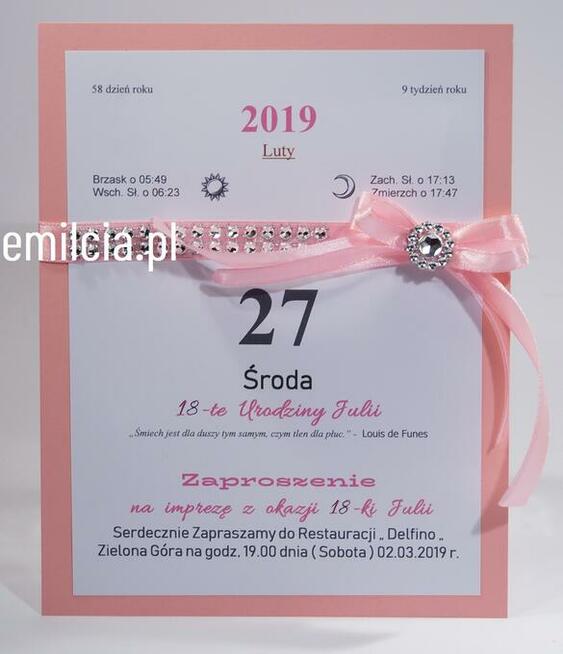 58 dzień roku
9 tydzień roku
2019
Luty
Brzask o 05:49
Wsch. Sł. o 06:23
Zach. Sł. o 17:13
Zmierzch o 17:47
emilcia.pl
27
Środa
18-te Urodziny Julii
„Śmiech jest dla duszy tym samym, czym tlen dla płuc." - Louis de Funes
Zaproszenie
na imprezę z okazji 18-ki Julii
Serdecznie Zapraszamy do Restauracji „ Delfino „
Zielona Góra na godz. 19.00 dnia ( Sobota ) 02.03.2019 r.